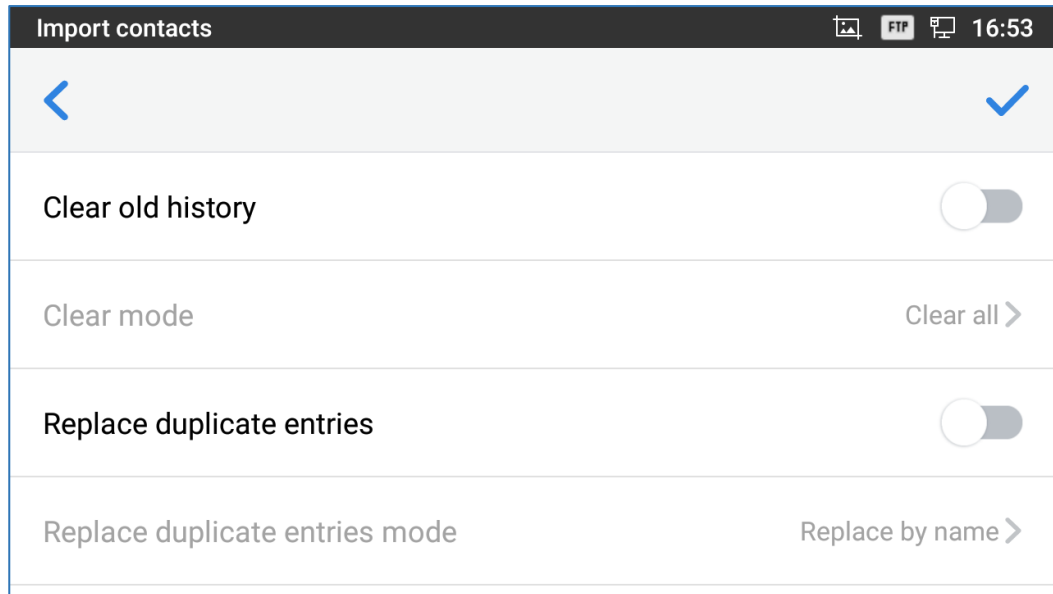 Import contacts FTP 16:53
Clear old history
Clear mode Clear all
Replace duplicate entries
Replace duplicate entries mode Replace by name